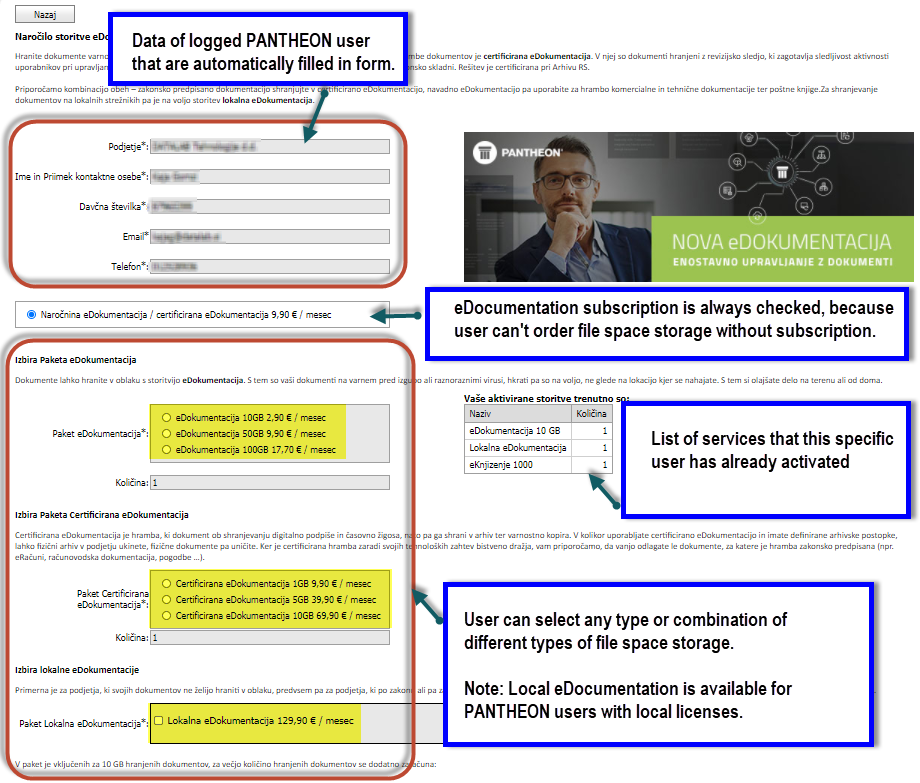 Nazaj
Naročilo storitve eDo
Data of logged PANTHEON user
that are automatically filled in form.
Hranite dokumente varno
mbe dokumentov je certificirana eDokumentacija. V njej so dokumenti hranjeni z revizijsko sledjo, ki zagotavlja sledljivost aktivnosti
uporabnikov pri upravljan
onsko skladni. Rešitev je certificirana pri Arhivu RS.
Priporočamo kombinacijo obeh – zakonsko predpisano dokumentacijo shranjujte v certificirano eDokumentacijo, navadno eDokumentacijo pa uporabite za hrambo komercialne in tehnične dokumentacije ter poštne knjige.Za shranjevanje
dokumentov na lokalnih strežnikih pa je na voljo storitev lokalna eDokumentacija.
Podjetje*:
Ime in Priimek kontaktne osebe*:
Davčna številka*:
Email*
Telefon*:
PANTHEON®
NOVA eDOKUMENTACIJA
ENOSTAVNO UPRAVLJANJE Z DOKUMENTI
Naročnina eDokumentacija / certificirana eDokumentacija 9,90 € / mesec
eDocumentation subscription is always checked, because
user can't order file space storage without subscription.
Izbira Paketa eDokumentacija
Dokumente lahko hranite v oblaku s storitvijo eDokumentacija. S tem so vaši dokumenti na varnem pred izgubo ali raznoraznimi virusi, hkrati pa so na voljo, ne glede na lokacijo kjer se nahajate. S tem si olajšate delo na terenu ali od doma.
Paket eDokumentacija*:
eDokumentacija 10GB 2,90 € / mesec
eDokumentacija 50GB 9,90 € / mesec
eDokumentacija 100GB 17,70 € / mesec
Količina: 1
Vaše aktivirane storitve trenutno so:
Naziv Količina
eDokumentacija 10 GB 1
Lokalna eDokumentacija 1
eKnjizenje 1000 1
List of services that this specific
user has already activated
Izbira Paketa Certificirana eDokumentacija
Certificirana eDokumentacija je hramba, ki dokument ob shranjevanju digitalno podpiše in časovno žigosa, nato pa ga shrani v arhiv ter varnostno kopira. V kolikor uporabljate certificirano eDokumentacijo in imate definirane arhivske postopke,
lahko fizični arhiv v podjetju ukinete, fizične dokumente pa uničite. Ker je certificirana hramba zaradi svojih tehnoloških zahtev bistveno dražja, vam priporočamo, da vanjo odlagate le dokumente, za katere je hramba zakonsko predpisana (npr.
eRačuni, računovodska dokumentacija, pogodbe ...).
Paket Certificirana
eDokumentacija*:
Certificirana eDokumentacija 1GB 9,90 € / mesec
Certificirana eDokumentacija 5GB 39,90 € / mesec
Certificirana eDokumentacija 10GB 69,90 € / mesec
Količina: 1
User can select any type or combination of
different types of file space storage.
Note: Local eDocumentation is available for
PANTHEON users with local licenses.
Izbira lokalne eDokumentacije
Primerna je za podjetja, ki svojih dokumentov ne želijo hraniti v oblaku, predvsem pa za podjetja, ki po zakonu ali pa z
Paket Lokalna eDokumentacija*:
Lokalna eDokumentacija 129,90 € / mesec
V paket je vključenih za 10 GB hranjenih dokumentov, za večjo količino hranjenih dokumentov se dodatno zaračuna: